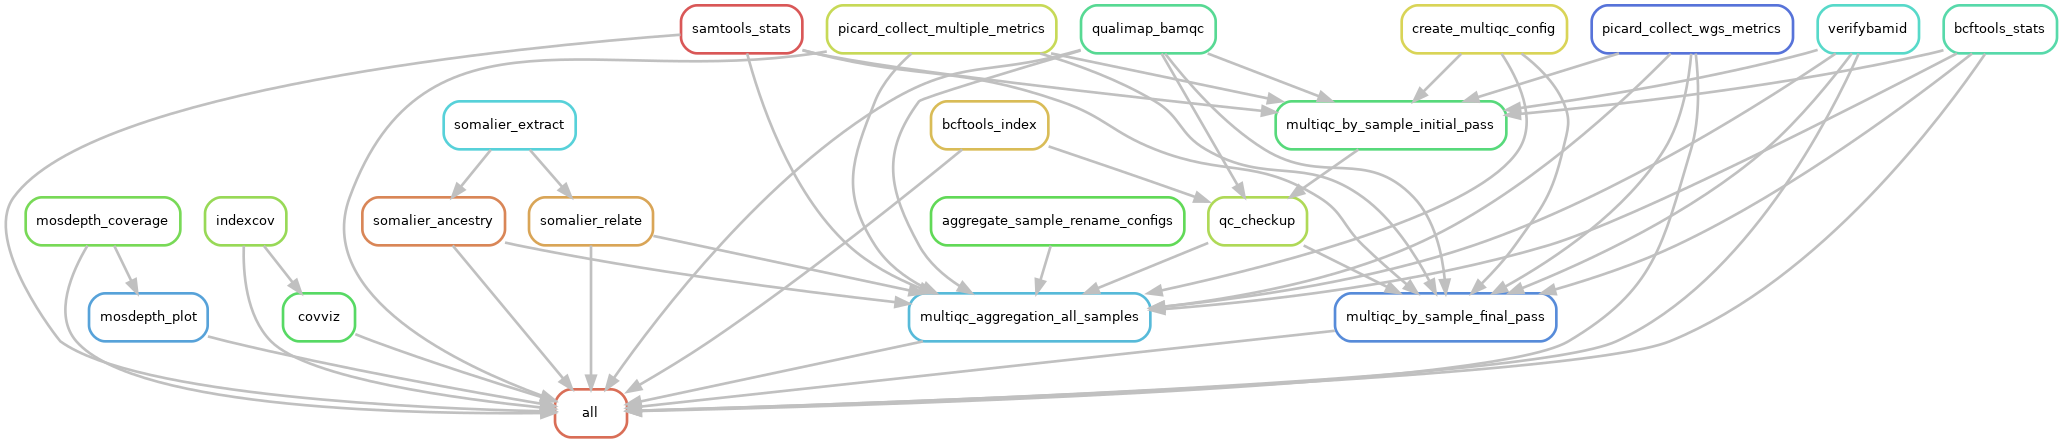 samtools_stats
picard_collect_multiple_metrics
qualimap_bamqc
create_multiqc_config
picard_collect_wgs_metrics
verifybamid
bcftools_stats
somalier_extract
bcftools_index
multiqc_by_sample_initial_pass
mosdepth_coverage
indexcov
somalier_ancestry
somalier_relate
aggregate_sample_rename_configs
qc_checkup
mosdepth_plot
covviz
multiqc_aggregation_all_samples
multiqc_by_sample_final_pass
all